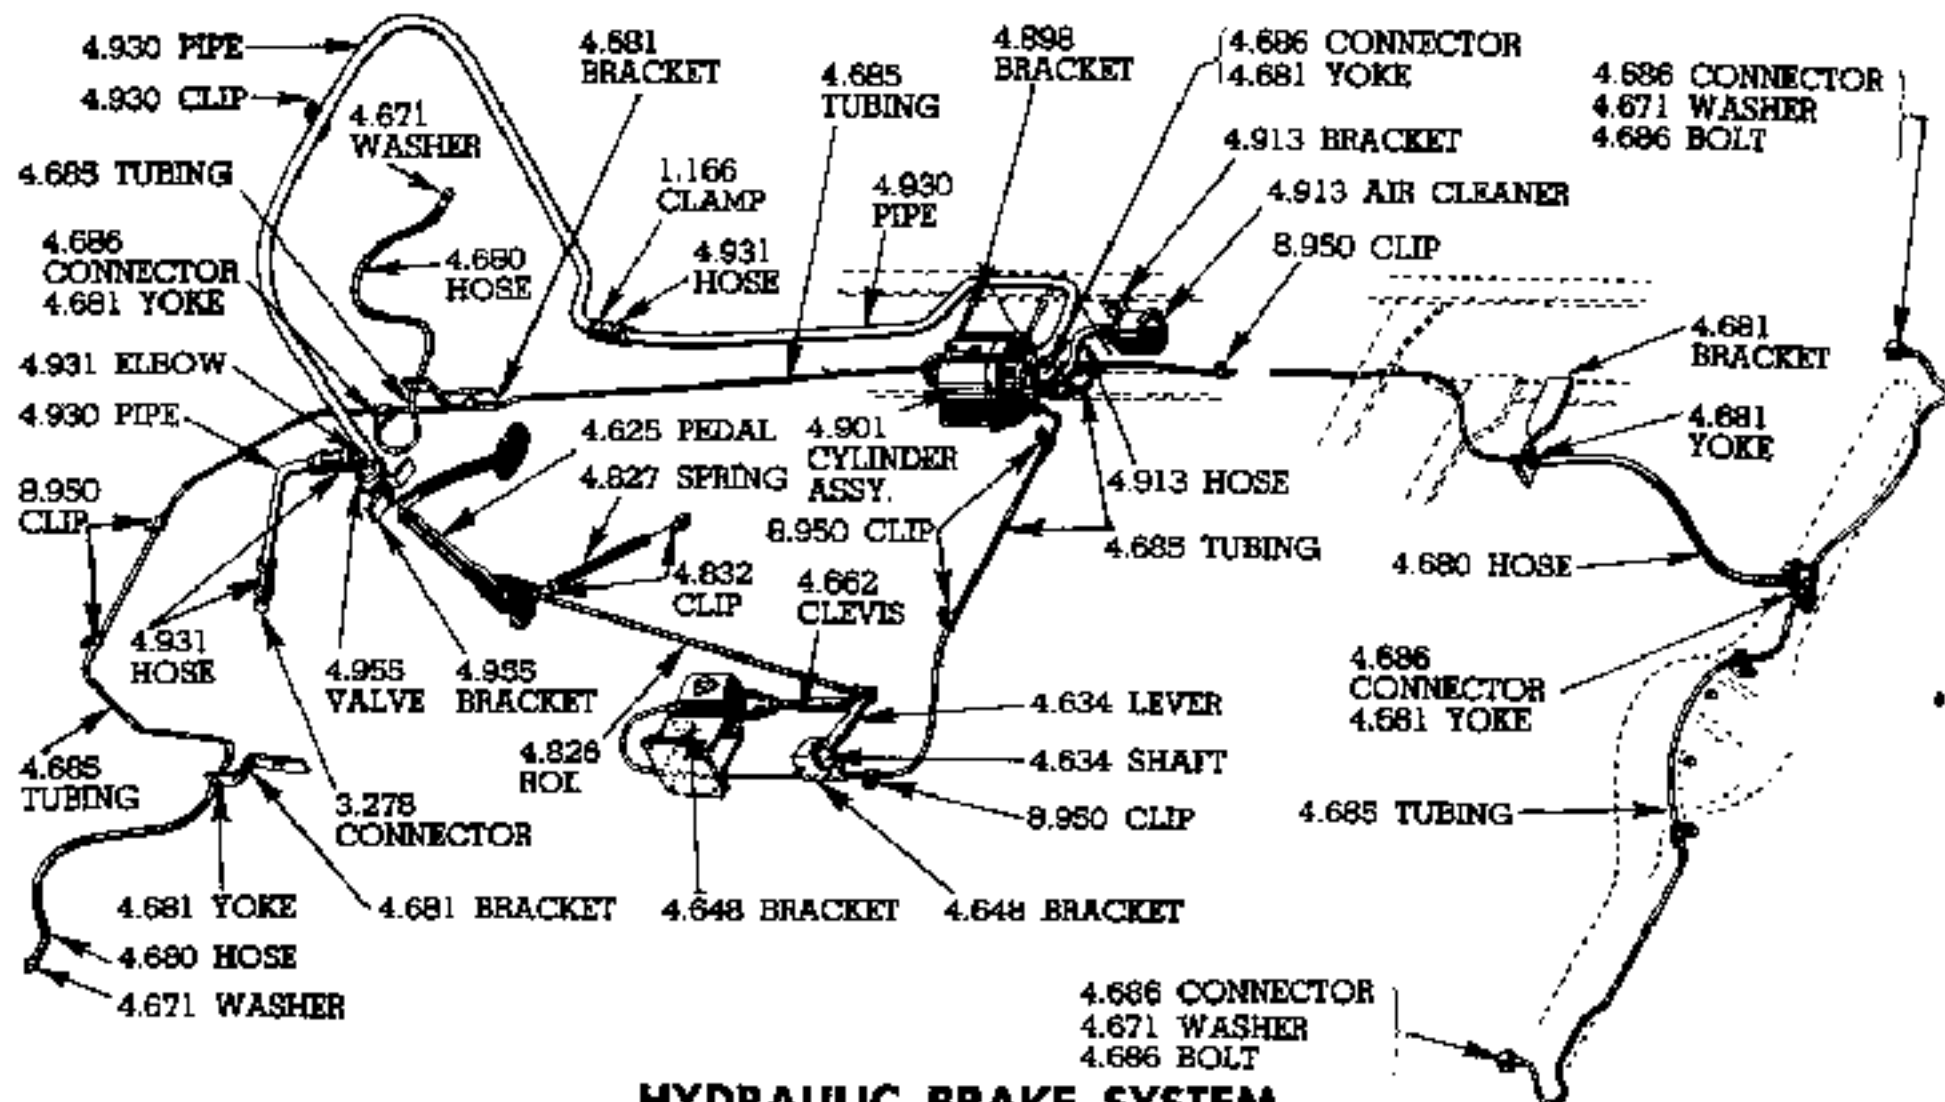 4.930 PIPE
4.930 CLIP
4.671
WASHER
4.685 TUBING
4.686
CONNECTOR
4.681 YOKE
4.680
HOSE
4.931 ELBOW
4.930 PIPE
8.950
CLIP
4.681
BRACKET
1.166
CLAMP
4.931
HOSE
4.685
TUBING
4.930
PIPE
4.898
BRACKET
4.686 CONNECTOR
4.681 YOKE
4.913 BRACKET
4.913 AIR CLEANER
8.950 CLIP
4.686 CONNECTOR
4.671 WASHER
4.686 BOLT
4.681
BRACKET
4.681
YOKE
4.625 PEDAL
4.827 SPRING
4.901
CYLINDER
ASSY.
4.913 HOSE
8.950 CLIP
4.685 TUBING
4.680 HOSE
4.832
CLIP
4.662
CLEVIS
4.931
HOSE
4.955
VALVE
4.955
BRACKET
4.686
CONNECTOR
4.681 YOKE
4.634 LEVER
4.634 SHAFT
8.950 CLIP
4.685
TUBING
4.826
3.278
CONNECTOR
4.685 TUBING
4.681 YOKE
4.681 BRACKET
4.648 BRACKET
4.648 BRACKET
4.680 HOSE
4.671 WASHER
4.686 CONNECTOR
4.671 WASHER
4.686 BOLT
HYDRAULIC BRAKE SYSTEM